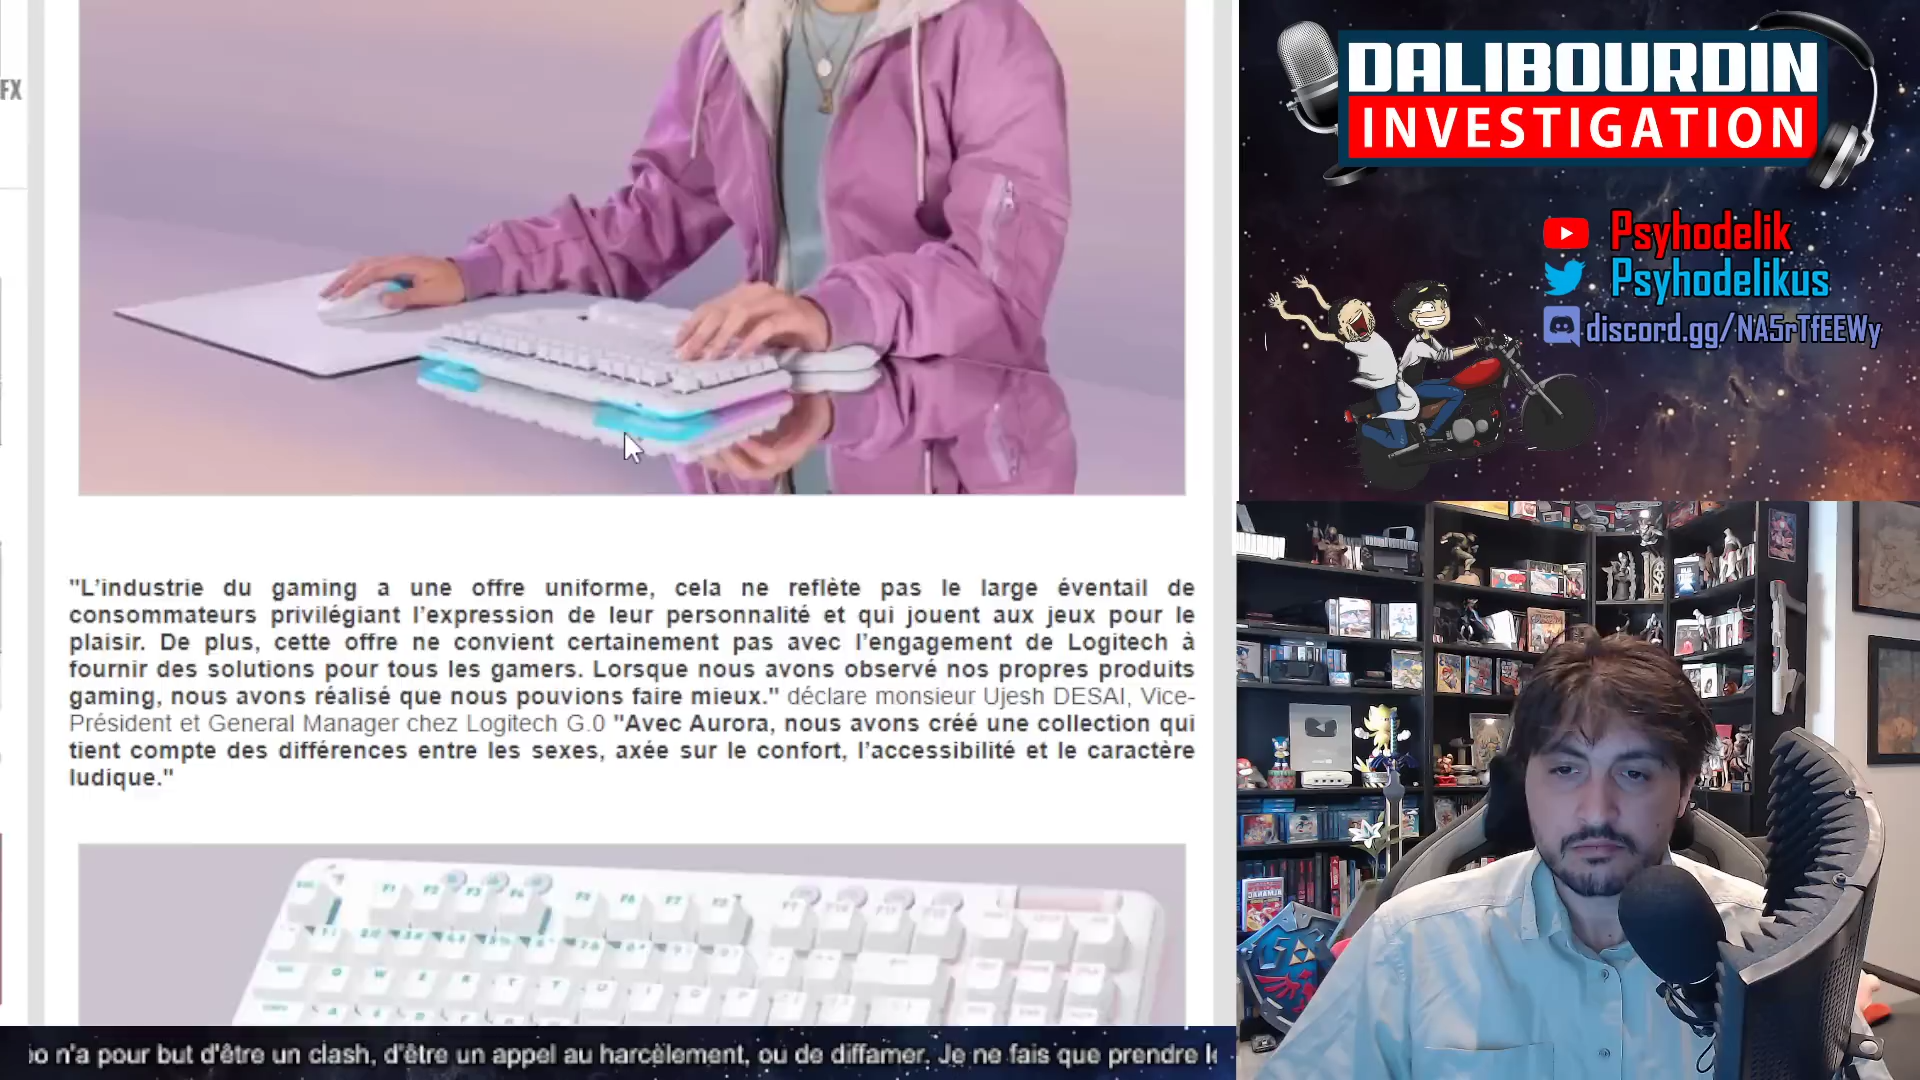 FX
DALIBOURDIN
INVESTIGATION
Psyhodelik
Psyhodelikus
discord.gg/NA5rTfEEWy
"L'industrie du gaming a une offre uniforme, cela ne reflète pas le large éventail de
consommateurs privilégiant l'expression de leur personnalité et qui jouent aux jeux pour le
plaisir. De plus, cette offre ne convient certainement pas avec l'engagement de Logitech à
fournir des solutions pour tous les gamers. Lorsque nous avons observé nos propres produits
gaming, nous avons réalisé que nous pouvions faire mieux." déclare monsieur Ujesh DESAI, Vice-
Président et General Manager chez Logitech G.0 "Avec Aurora, nous avons créé une collection qui
tient compte des différences entre les sexes, axée sur le confort, l'accessibilité et le caractère
ludique."
n'a pour but d'être un clash, d'être un appel au harcèlement, ou de diffamer. Je ne fais que prendre